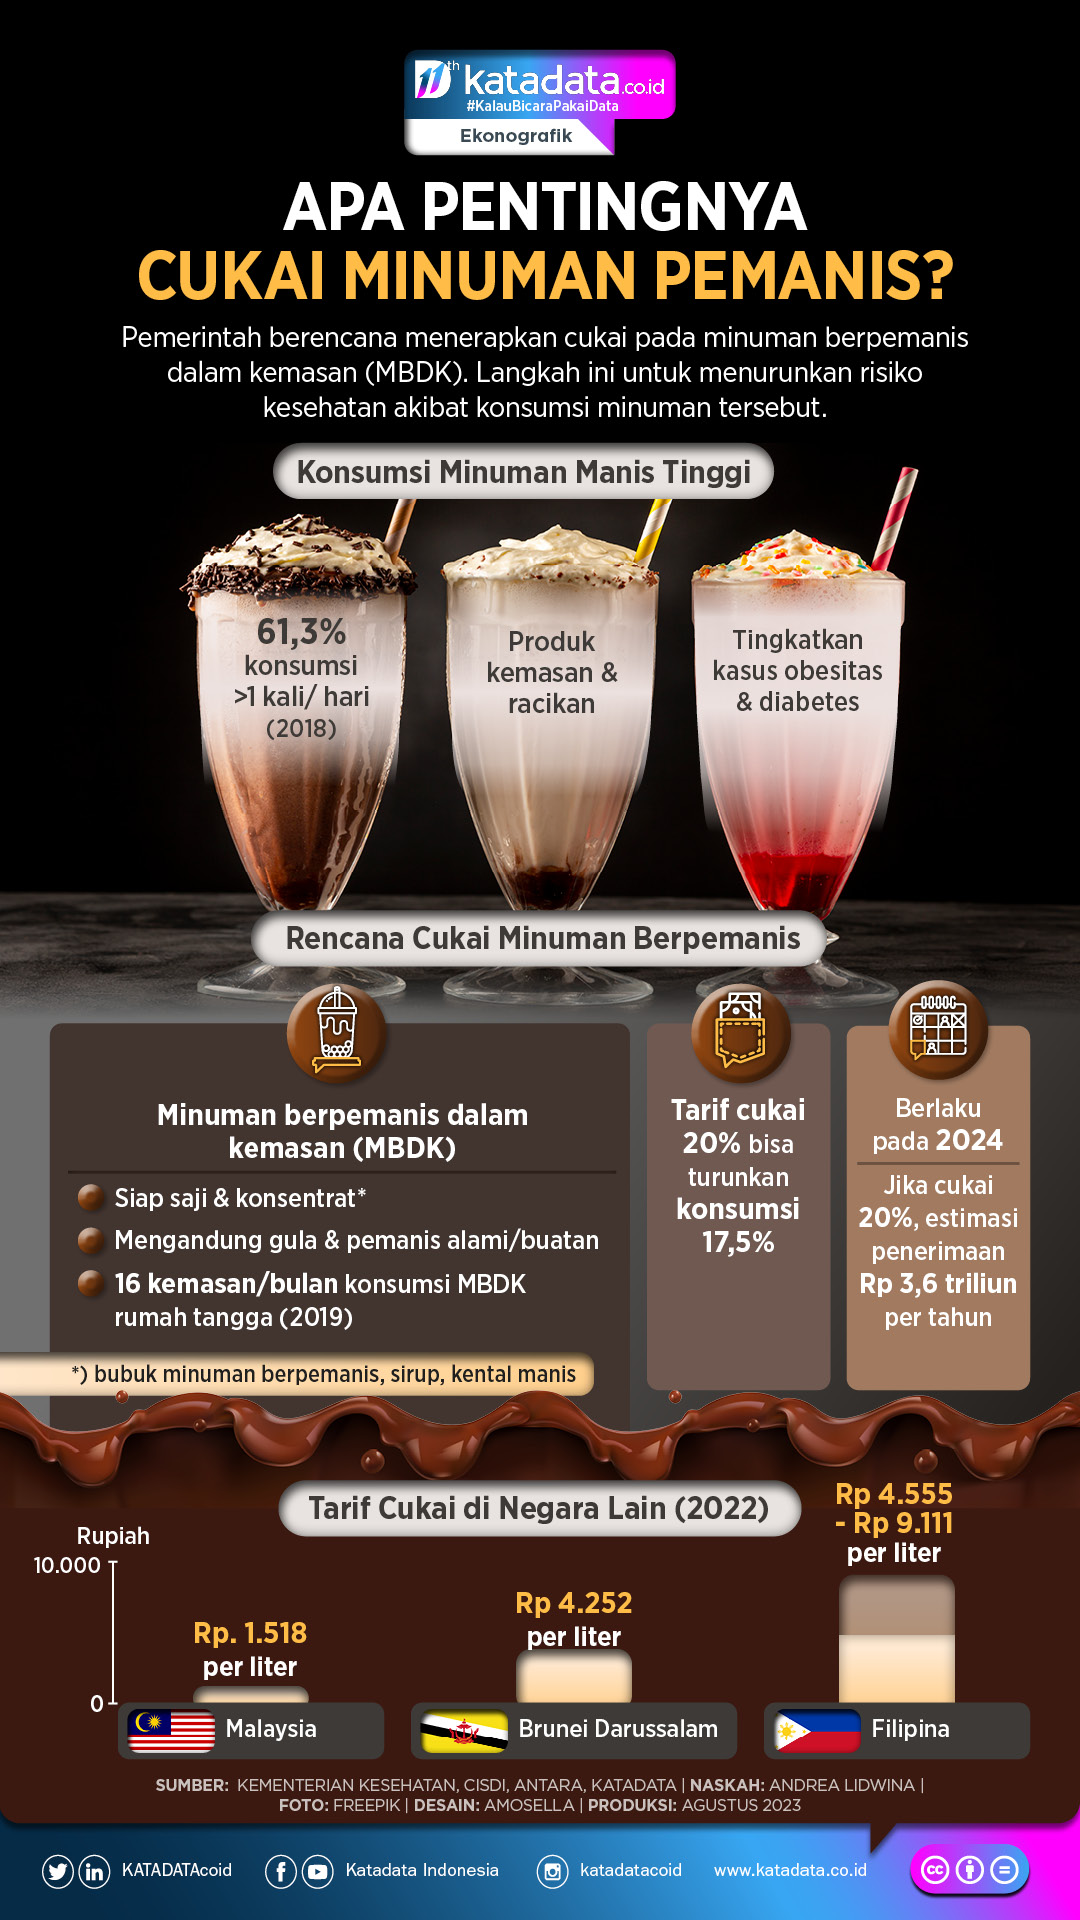 11th katadata.co.id
#KalauBicaraPakaiData
Ekonografik
APA PENTINGNYA
CUKAI MINUMAN PEMANIS?
Pemerintah berencana menerapkan cukai pada minuman berpemanis
dalam kemasan (MBDK). Langkah ini untuk menurunkan risiko
kesehatan akibat konsumsi minuman tersebut.
Konsumsi Minuman Manis Tinggi
61,3%
konsumsi
>1 kali/ hari
(2018)
Produk
kemasan &
racikan
Tingkatkan
kasus obesitas
& diabetes
Rencana Cukai Minuman Berpemanis
Minuman berpemanis dalam
kemasan (MBDK)
Siap saji & konsentrat*
Mengandung gula & pemanis alami/buatan
16 kemasan/bulan konsumsi MBDK
rumah tangga (2019)
*) bubuk minuman berpemanis, sirup, kental manis
Tarif cukai
20% bisa
turunkan
konsumsi
17,5%
Berlaku
pada 2024
Jika cukai
20%, estimasi
penerimaan
Rp 3,6 triliun
per tahun
Tarif Cukai di Negara Lain (2022)
Rupiah
10.000
0
Rp. 1.518
per liter
Malaysia
Rp 4.252
per liter
Brunei Darussalam
Rp 4.555
- Rp 9.111
per liter
Filipina
SUMBER: KEMENTERIAN KESEHATAN, CISDI, ANTARA, KATADATA | NASKAH: ANDREA LIDWINA |
FOTO: FREEPIK | DESAIN: AMOSELLA | PRODUKSI: AGUSTUS 2023
KATADATAcoid
Katadata Indonesia
katadatacoid
www.katadata.co.id
cc